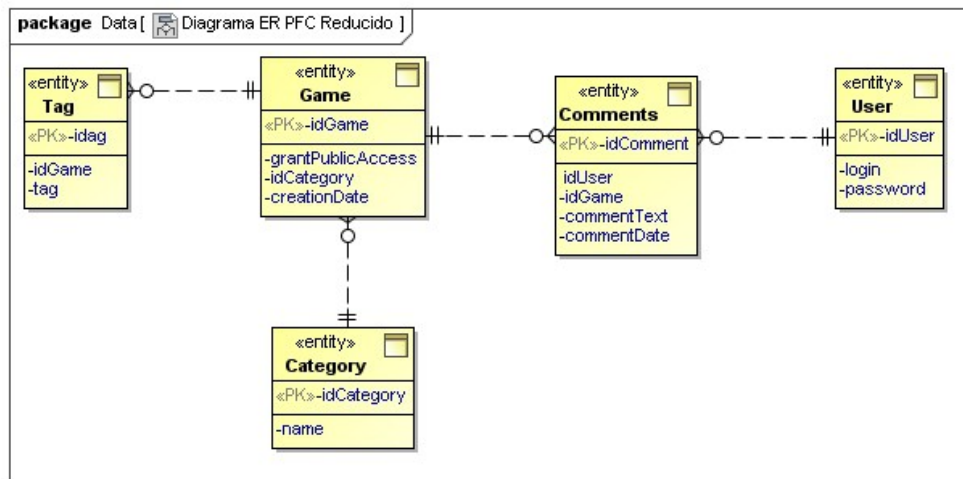 package Data [ Diagrama ER PFC Reducido ]
«entity»
Tag
«PK»-idag
-idGame
-tag
«entity»
Game
«PK»-idGame
-grantPublicAccess
-idCategory
-creationDate
«entity»
Comments
«PK»-idComment
idUser
-idGame
-commentText
-commentDate
«entity»
User
«PK»-idUser
-login
-password
«entity»
Category
«PK»-idCategory
-name